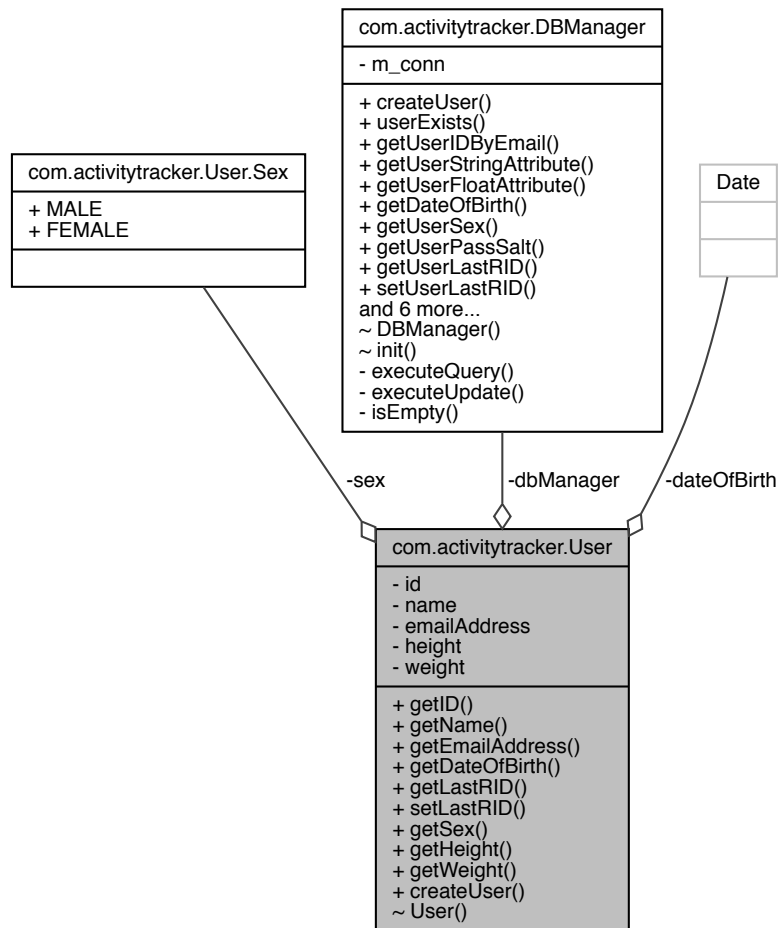 com.activitytracker.DBManager
- m_conn
+ createUser()
+ userExists()
+ getUserIDByEmail()
+ getUserStringAttribute()
+ getUserFloatAttribute()
+ getDateOfBirth()
+ getUserSex()
+ getUserPassSalt()
+ getUserLastRID()
+ setUserLastRID()
and 6 more...
~ DBManager()
~ init()
- executeQuery()
- executeUpdate()
- isEmpty()
com.activitytracker.User.Sex
+ MALE
+ FEMALE
Date
-sex
-dbManager
-dateOfBirth
com.activitytracker.User
- id
- name
- emailAddress
- height
- weight
+ getID()
+ getName()
+ getEmailAddress()
+ getDateOfBirth()
+ getLastRID()
+ setLastRID()
+ getSex()
+ getHeight()
+ getWeight()
+ createUser()
~ User()